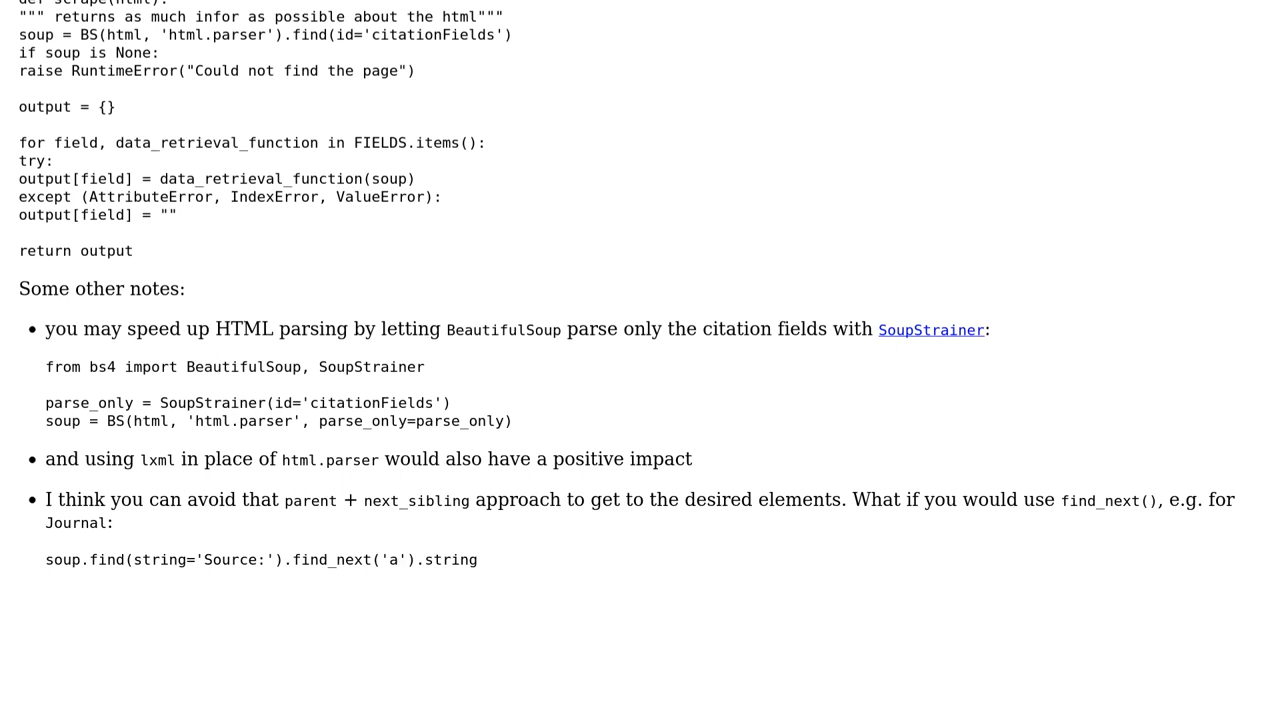 def scrape(html):
""" returns as much infor as possible about the html"""
soup = BS(html, 'html.parser').find(id='citationFields')
if soup is None:
raise RuntimeError("Could not find the page")
output = {}
for field, data_retrieval_function in FIELDS.items():
try:
output[field] = data_retrieval_function(soup)
except (AttributeError, IndexError, ValueError):
output[field] = ""
return output
Some other notes:
• you may speed up HTML parsing by letting BeautifulSoup parse only the citation fields with SoupStrainer:
from bs4 import BeautifulSoup, SoupStrainer
parse_only = SoupStrainer(id='citationFields')
soup = BS(html, 'html.parser', parse_only=parse_only)
• and using lxml in place of html.parser would also have a positive impact
• I think you can avoid that parent + next_sibling approach to get to the desired elements. What if you would use find_next(), e.g. for
Journal:
soup.find(string='Source:').find_next('a').string